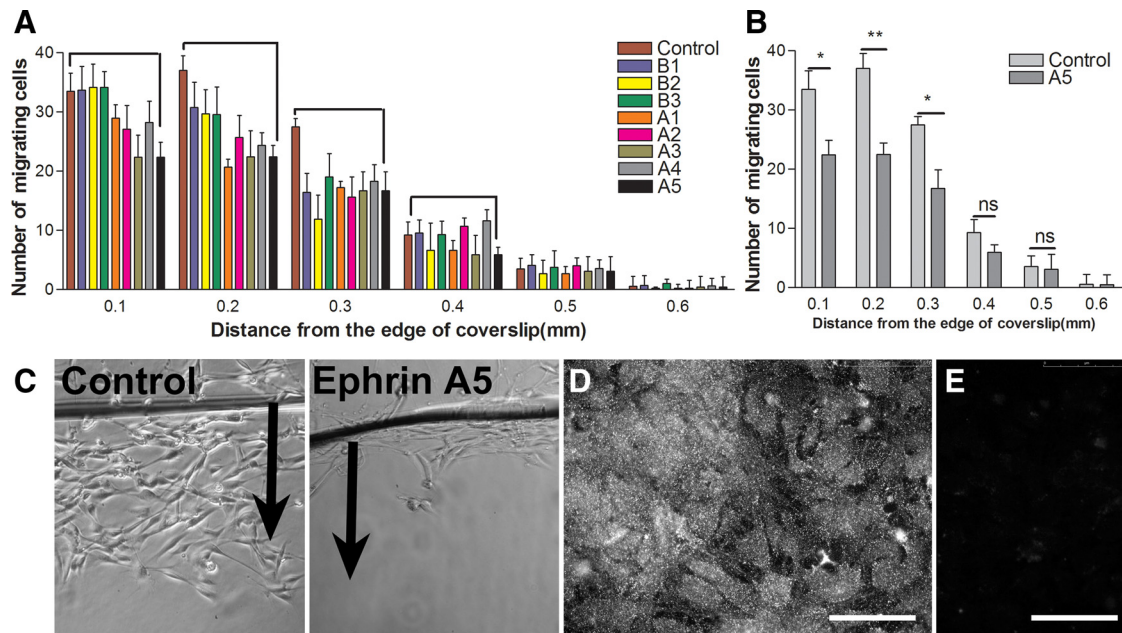 A
Number of migrating cells
40
30
20
10
0
0.1 0.2 0.3 0.4 0.5 0.6
Distance from the edge of coverslip(mm)
Control
B1
B2
B3
A1
A2
A3
A4
A5
B
Number of migrating cells
40
30
20
10
0
* ** * ns ns
0.1 0.2 0.3 0.4 0.5 0.6
Distance from the edge of coverslip(mm)
Control
A5
C Control
Ephrin A5
D
E